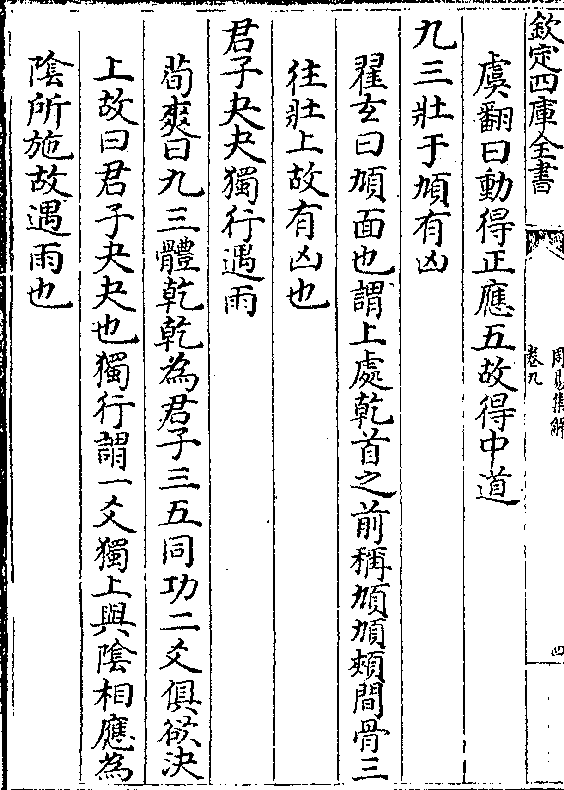 欽定四庫全書
周易集解
卷九
四
虞翻曰動得正應五故得中道
九三壯于頄有凶
翟玄曰頄面也謂上處乾首之前稱頄頄頰間骨三
往壯上故有凶也
君子夬夬獨行遇雨
荀爽曰九三體乾乾為君子三五同功二爻俱欲決
上故曰君子夬夬也獨行謂一爻獨上與陰相應為
陰所施故遇雨也